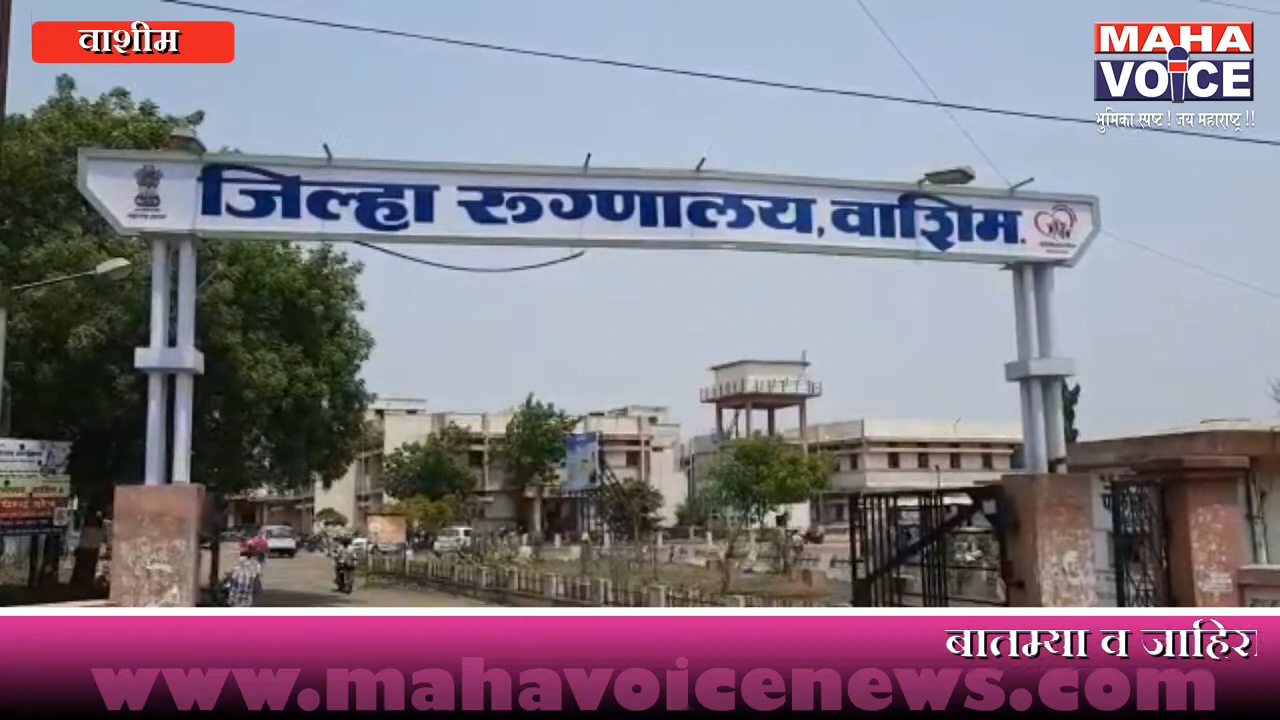 वाशीम
MAHA
VOICE
भुमिका स्पष्ट ! जय महाराष्ट्र !!
जिल्हा रुग्णालय, वाशिम.
बातम्या व जाहिर
www.mahavoicenews.com